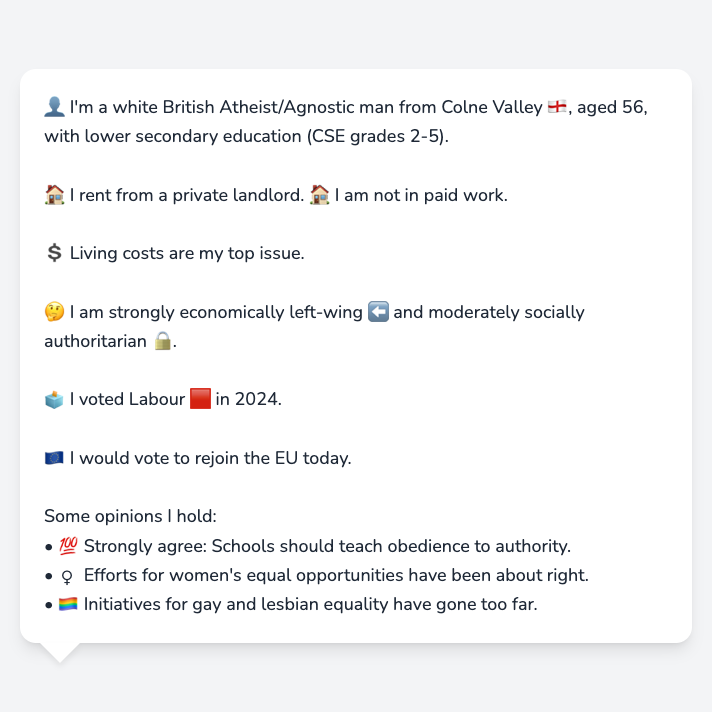 👤 I'm a white British Atheist/Agnostic man from Colne Valley 🏴󠁧󠁢󠁥󠁮󠁧󠁿, aged 56,
with lower secondary education (CSE grades 2-5).
🏠 I rent from a private landlord. 🏠 I am not in paid work.
💲 Living costs are my top issue.
🤔 I am strongly economically left-wing ⬅️ and moderately socially
authoritarian 🔒.
🗳️ I voted Labour 🟥 in 2024.
🇪🇺 I would vote to rejoin the EU today.
Some opinions I hold:
• 💯 Strongly agree: Schools should teach obedience to authority.
• ♀ Efforts for women's equal opportunities have been about right.
• 🏳️‍🌈 Initiatives for gay and lesbian equality have gone too far.